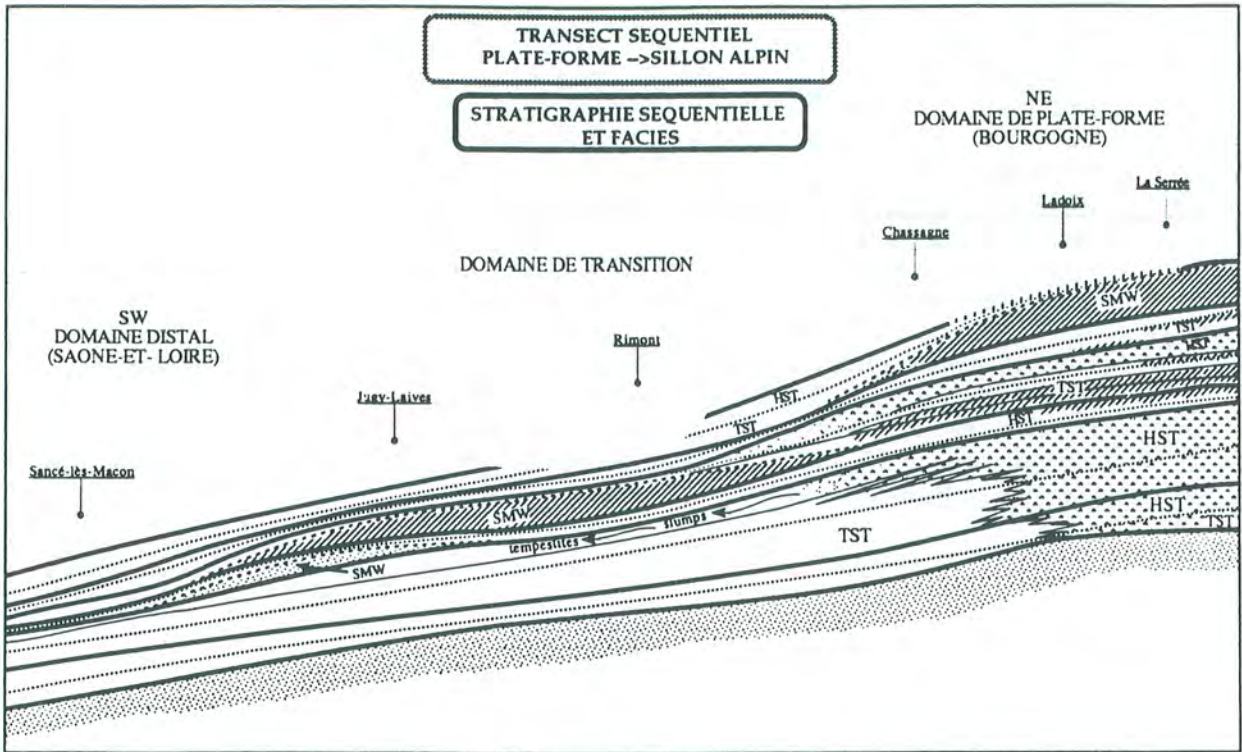 TRANSECT SEQUENTIEL
PLATE-FORME -->SILLON ALPIN
STRATIGRAPHIE SEQUENTIELLE
ET FACIES
NE
DOMAINE DE PLATE-FORME
(BOURGOGNE)
La Serrée
Ladoix
Chassagne
DOMAINE DE TRANSITION
SW
DOMAINE DISTAL
(SAONE-ET- LOIRE)
Rimont
Jugy-Laives
Sancé-lès-Macon
SMW
TST
HST
HST
TST
TST
HST
HST
SMW
slumps
HST
tempestites
TST
TST
SMW